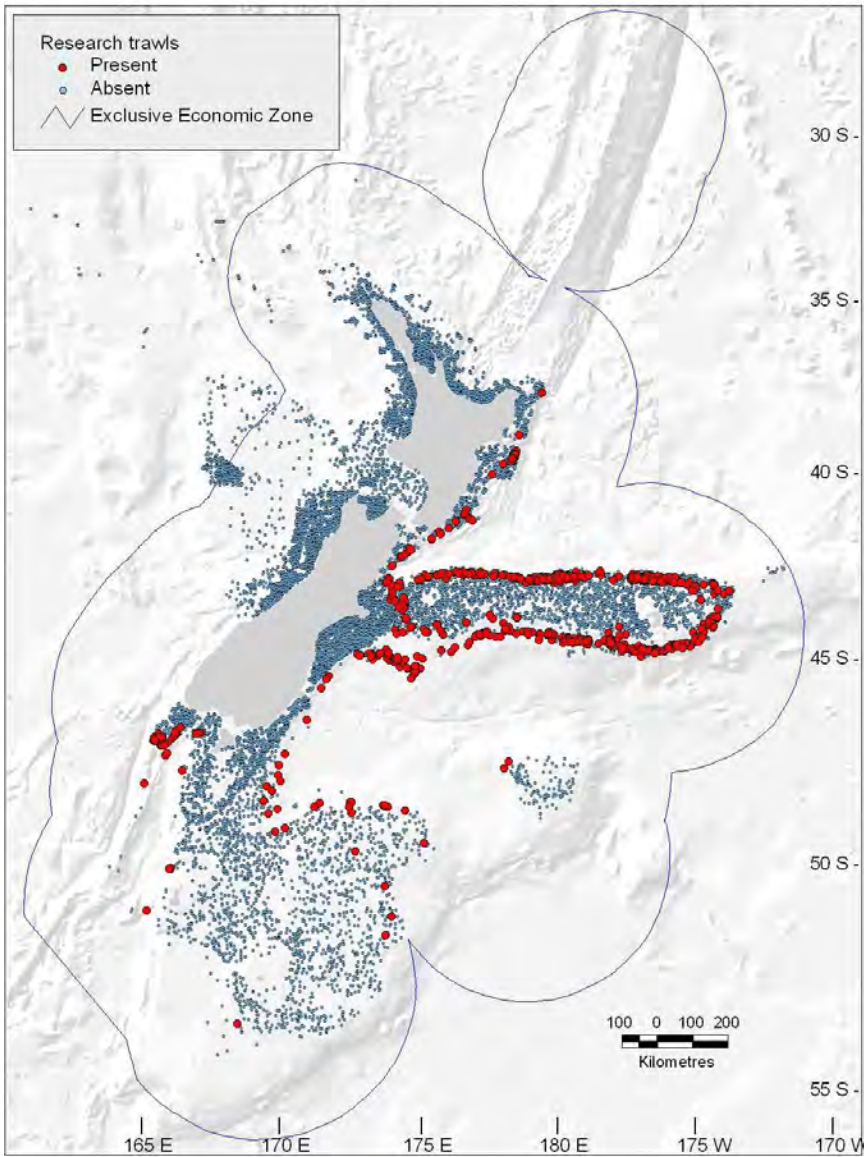 Research trawls
Present
Absent
Exclusive Economic Zone
30 S -
35 S -
40 S -
45 S -
50 S -
55 S -
100 0 100 200
Kilometres
165 E 170 E 175 E 180 E 175 W 170 W